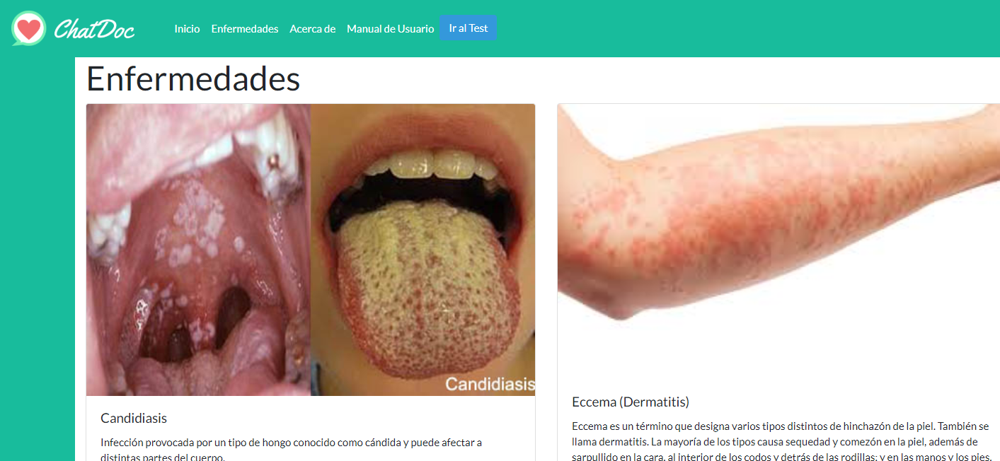 ChatDoc
Inicio
Enfermedades
Acerca de
Manual de Usuario
Ir al Test
Enfermedades
Candidiasis
Candidiasis
Infección provocada por un tipo de hongo conocido como cándida y puede afectar a
distintas partes del cuerpo.
Eccema (Dermatitis)
Eccema es un término que designa varios tipos distintos de hinchazón de la piel. También se
llama dermatitis. La mayoría de los tipos causa sequedad y comezón en la piel, además de
sarpullido en la cara, al interior de los codos y detrás de las rodillas; y en las manos y los pies.